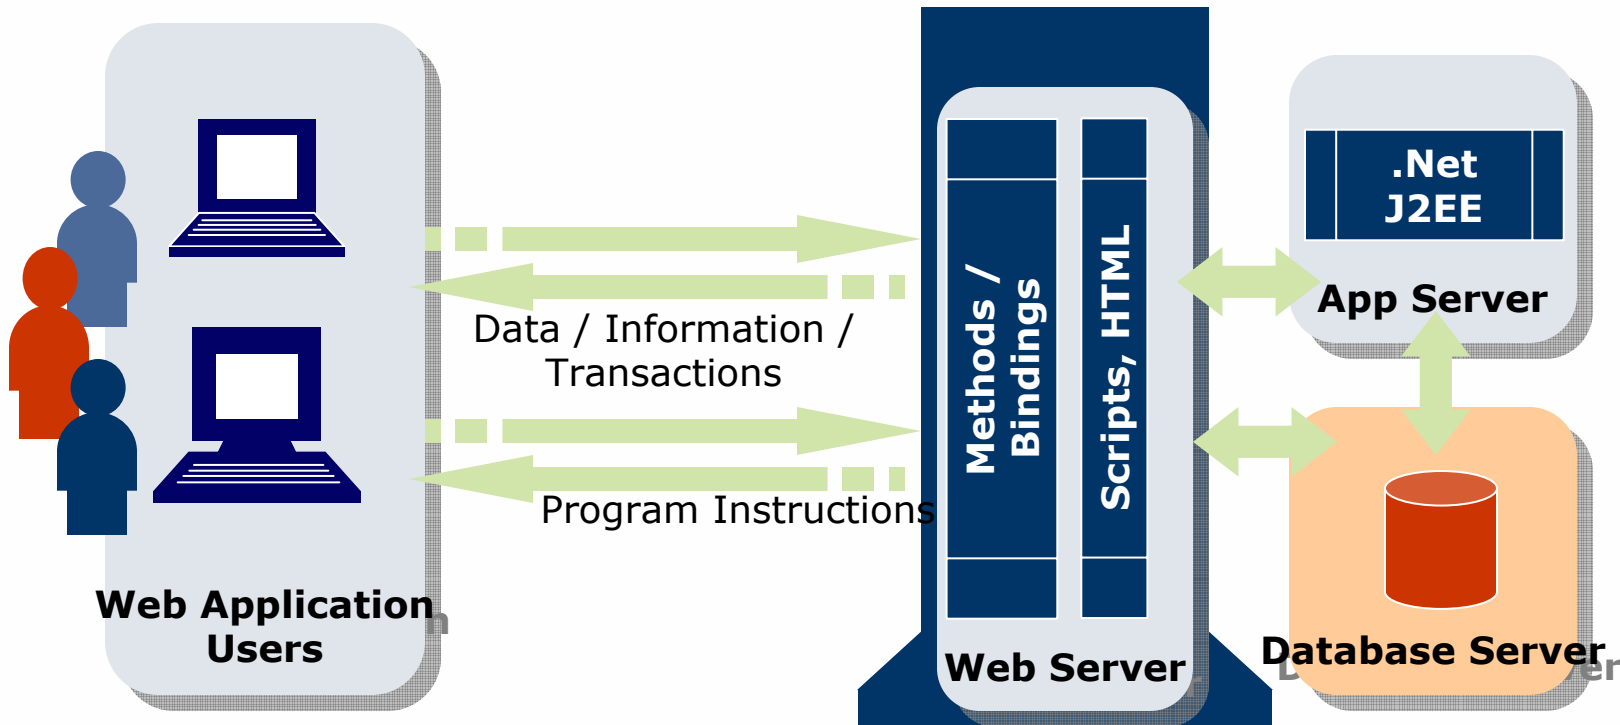 Web Application
Users
Data / Information /
Transactions
Program Instructions
Methods /
Bindings
Scripts, HTML
Web Server
.Net
J2EE
App Server
Database Server